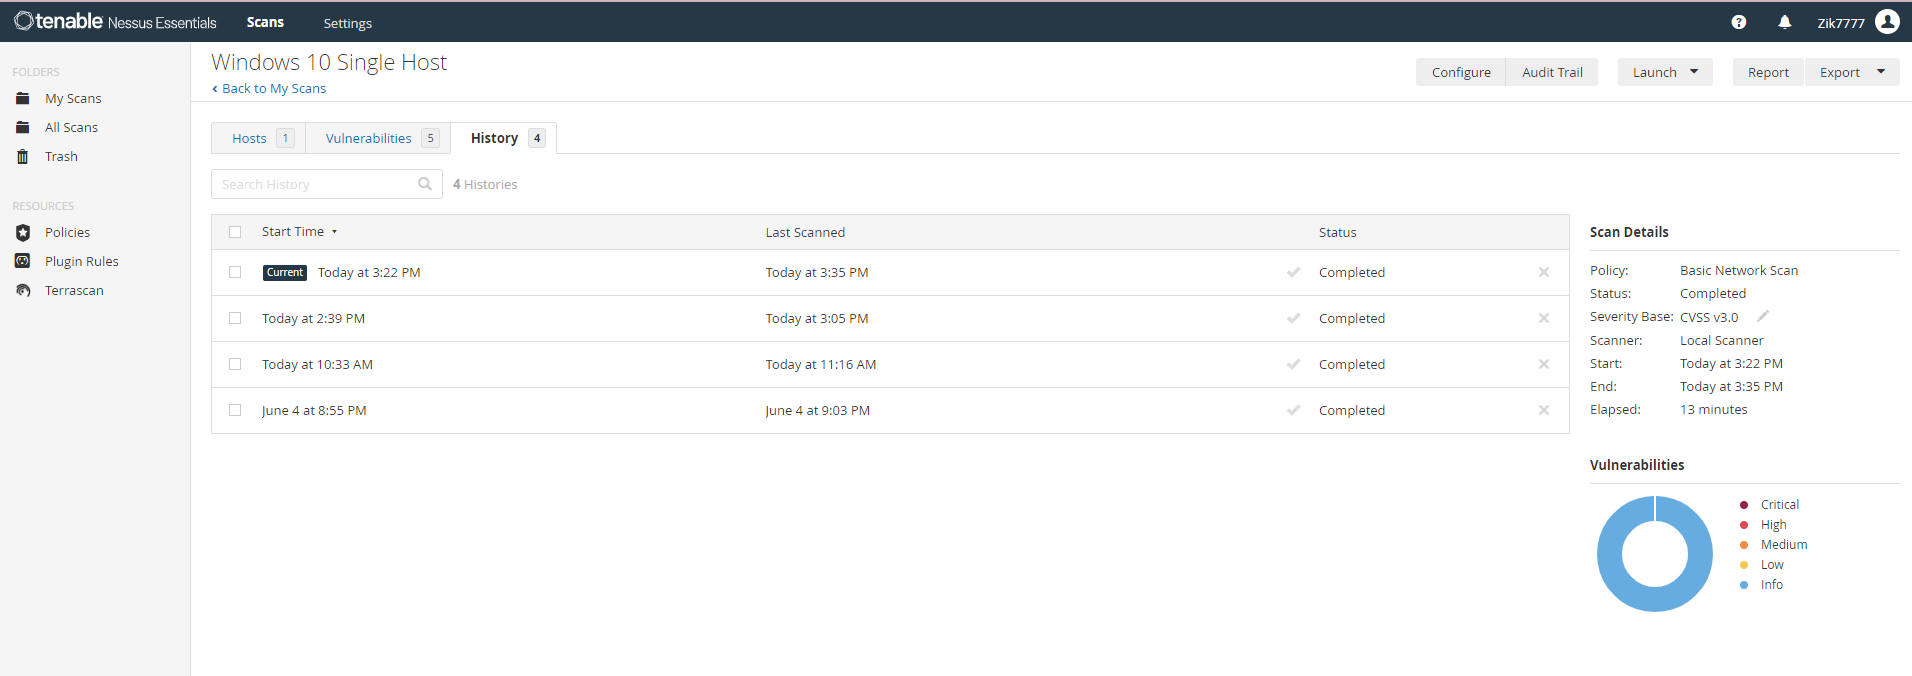 tenable Nessus Essentials Scans Settings ? Zik7777
FOLDERS
My Scans
All Scans
Trash
RESOURCES
Policies
Plugin Rules
Terrascan
Windows 10 Single Host
Back to My Scans
Configure Audit Trail Launch Report Export
Hosts 1 Vulnerabilities 5 History 4
Search History 4 Histories
Start Time Last Scanned Status
Current Today at 3:22 PM Today at 3:35 PM Completed
Today at 2:39 PM Today at 3:05 PM Completed
Today at 10:33 AM Today at 11:16 AM Completed
June 4 at 8:55 PM June 4 at 9:03 PM Completed
Scan Details
Policy: Basic Network Scan
Status: Completed
Severity Base: CVSS v3.0
Scanner: Local Scanner
Start: Today at 3:22 PM
End: Today at 3:35 PM
Elapsed: 13 minutes
Vulnerabilities
Critical
High
Medium
Low
Info